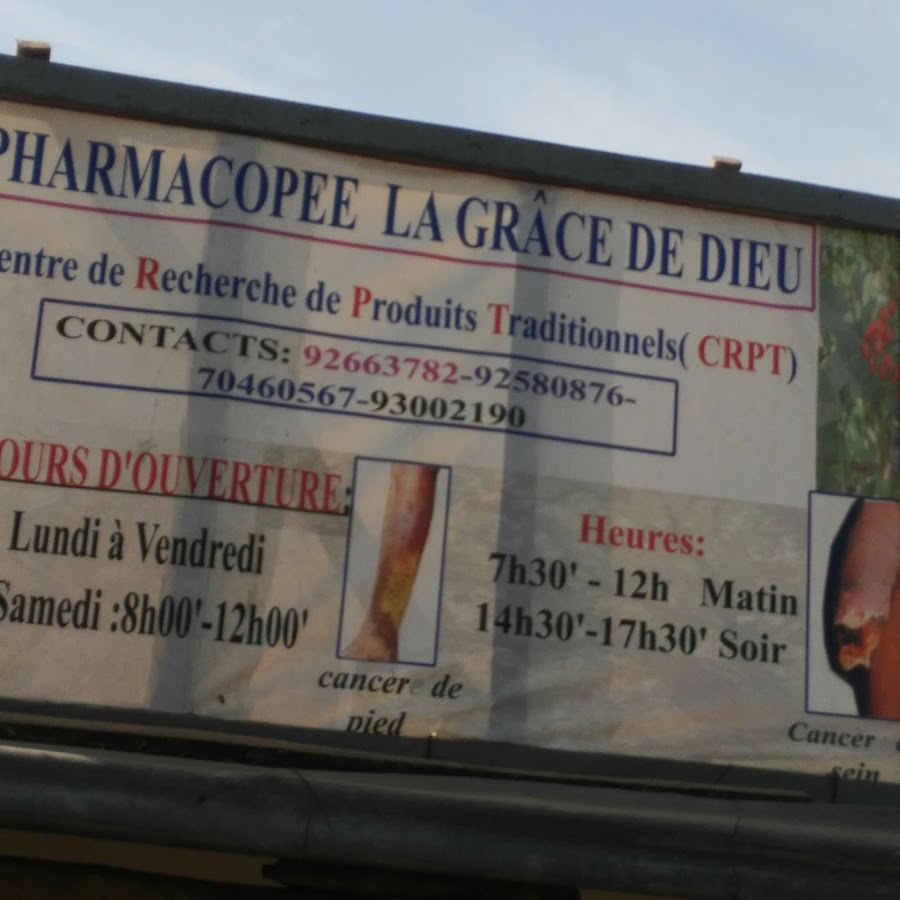 PHARMACOPEE LA GRÂCE DE DIEU
entre de Recherche de Produits Traditionnels( CRPT)
CONTACTS: 92663782-92580876-
70460567-93002190
OURS D'OUVERTURE:
Lundi à Vendredi
Samedi :8h00'-12h00'
Heures:
7h30' - 12h Matin
14h30'-17h30' Soir
cancer de
pied
Cancer
sein